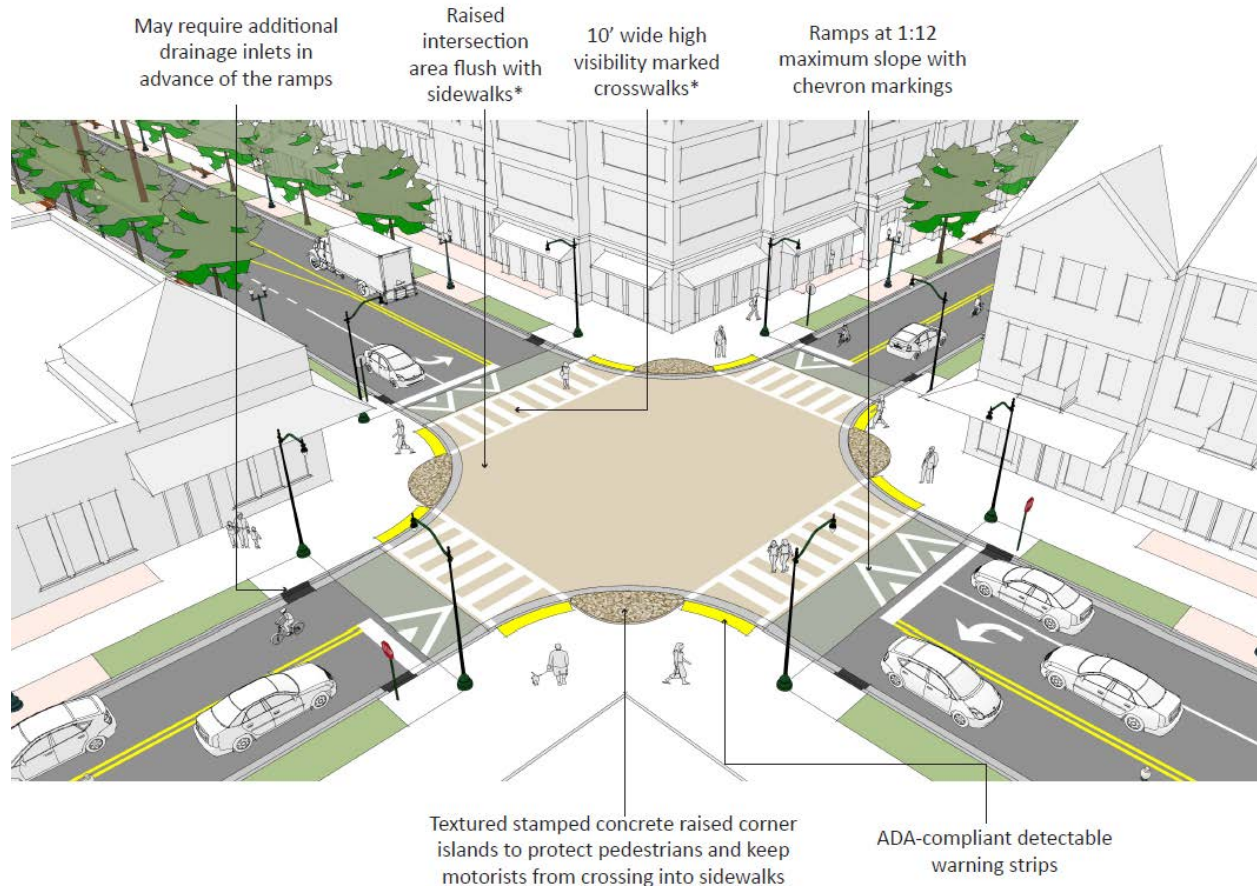 May require additional
drainage inlets in
advance of the ramps
Raised
intersection
area flush with
sidewalks*
10’ wide high
visibility marked
crosswalks*
Ramps at 1:12
maximum slope with
chevron markings
Textured stamped concrete raised corner
islands to protect pedestrians and keep
motorists from crossing into sidewalks
ADA-compliant detectable
warning strips